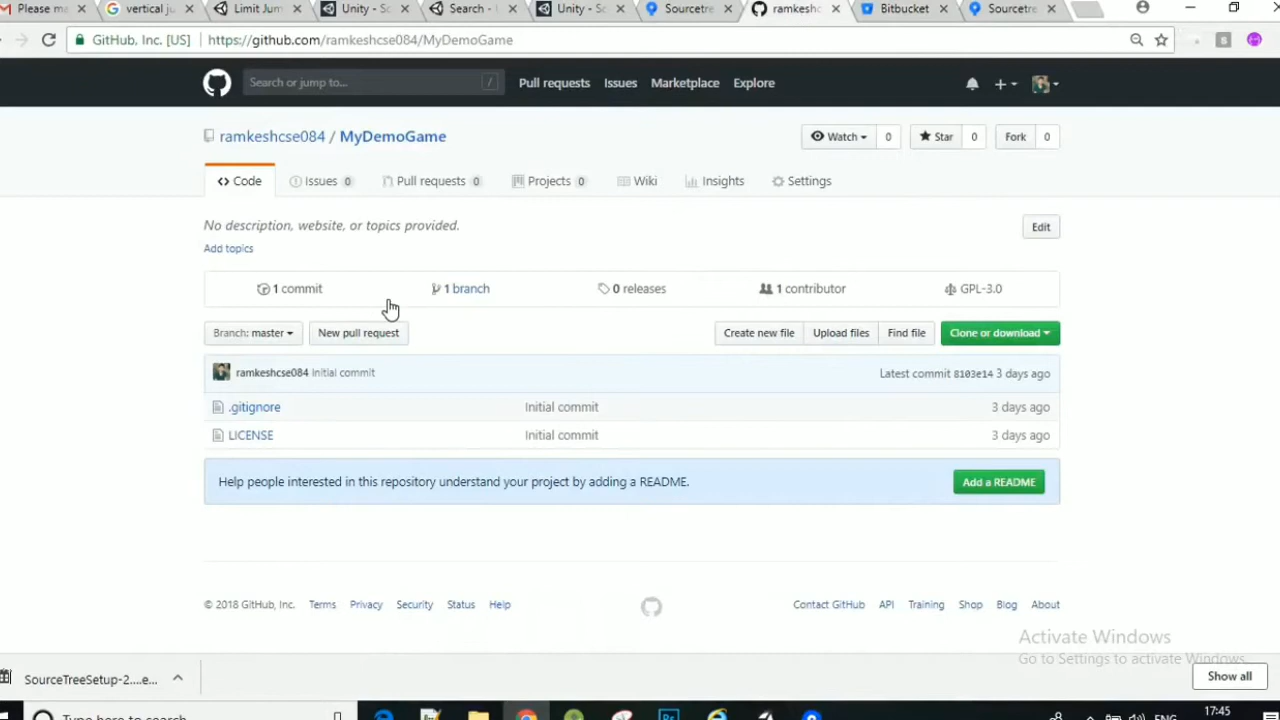 Please ma
vertical ju
Limit Jum
Unity - Sc
Search -
Unity - Sc
Sourcetre
ramkeshc
Bitbucket
Sourcetre
GitHub, Inc. [US]
https://github.com/ramkeshcse084/MyDemoGame
Search or jump to...
/
Pull requests
Issues
Marketplace
Explore
ramkeshcse084 / MyDemoGame
Watch
0
Star
0
Fork
0
Code
Issues 0
Pull requests 0
Projects 0
Wiki
Insights
Settings
No description, website, or topics provided.
Edit
Add topics
1 commit
1 branch
0 releases
1 contributor
GPL-3.0
Branch: master
New pull request
Create new file
Upload files
Find file
Clone or download
ramkeshcse084 Initial commit
Latest commit 8103e14 3 days ago
.gitignore
Initial commit
3 days ago
LICENSE
Initial commit
3 days ago
Help people interested in this repository understand your project by adding a README.
Add a README
© 2018 GitHub, Inc.
Terms
Privacy
Security
Status
Help
Contact GitHub
API
Training
Shop
Blog
About
Activate Windows
Go to Settings to activate Windows.
SourceTreeSetup-2....e...
Show all
Type here to search
ENG
17:45